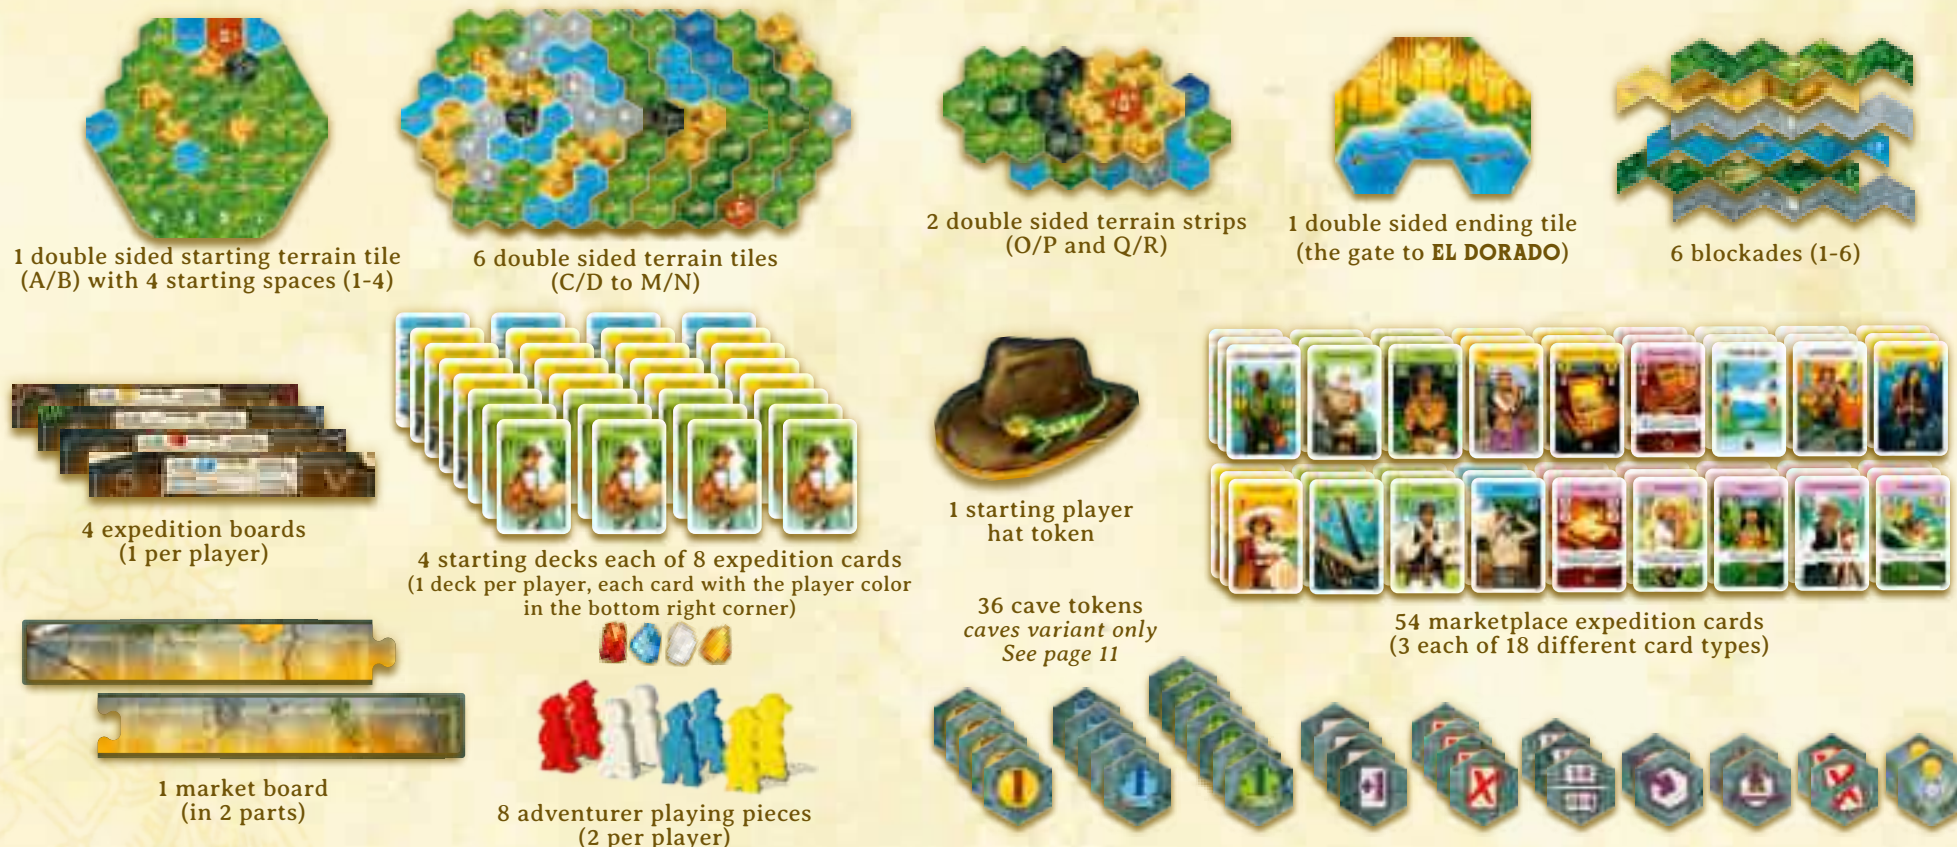 1 double sided starting terrain tile
(A/B) with 4 starting spaces (1-4)
6 double sided terrain tiles
(C/D to M/N)
2 double sided terrain strips
(O/P and Q/R)
1 double sided ending tile
(the gate to EL DORADO)
6 blockades (1-6)
4 expedition boards
(1 per player)
4 starting decks each of 8 expedition cards
(1 deck per player, each card with the player color
in the bottom right corner)
1 starting player
hat token
54 marketplace expedition cards
(3 each of 18 different card types)
1 market board
(in 2 parts)
8 adventurer playing pieces
(2 per player)
36 cave tokens
caves variant only
See page 11